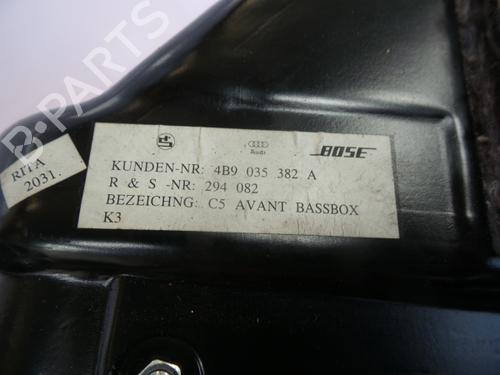 B-PARTS
Audi
BOSE
KUNDEN-NR: 4B9 035 382 A
R & S -NR: 294 082
BEZEICHNG: C5 AVANT BASSBOX
K3
RITA
2031.